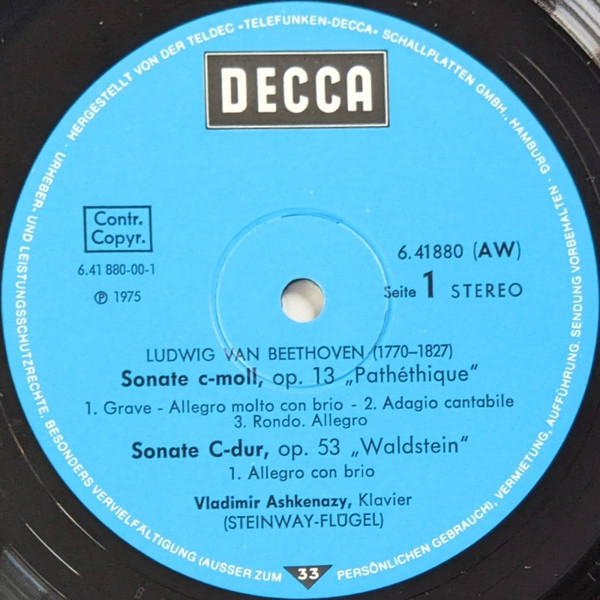 HERGESTELLT VON DER TELDEC »TELEFUNKEN-DECCA« SCHALLPLATTEN GMBH., HAMBURG ·
URHEBER- UND LEISTUNGSSCHUTZRECHTE, BESONDERS VERVIELFÄLTIGUNG (AUSSER ZUM PERSÖNLICHEN GEBRAUCH), VERMIETUNG, AUFFÜHRUNG, SENDUNG VORBEHALTEN ·
DECCA
Contr.
Copyr.
6.41 880-00-1
℗ 1975
6.41880 (AW)
Seite 1 STEREO
LUDWIG VAN BEETHOVEN (1770–1827)
Sonate c-moll, op. 13 „Pathéthique“
1. Grave - Allegro molto con brio - 2. Adagio cantabile
3. Rondo. Allegro
Sonate C-dur, op. 53 „Waldstein“
1. Allegro con brio
Vladimir Ashkenazy, Klavier
(STEINWAY-FLÜGEL)
33